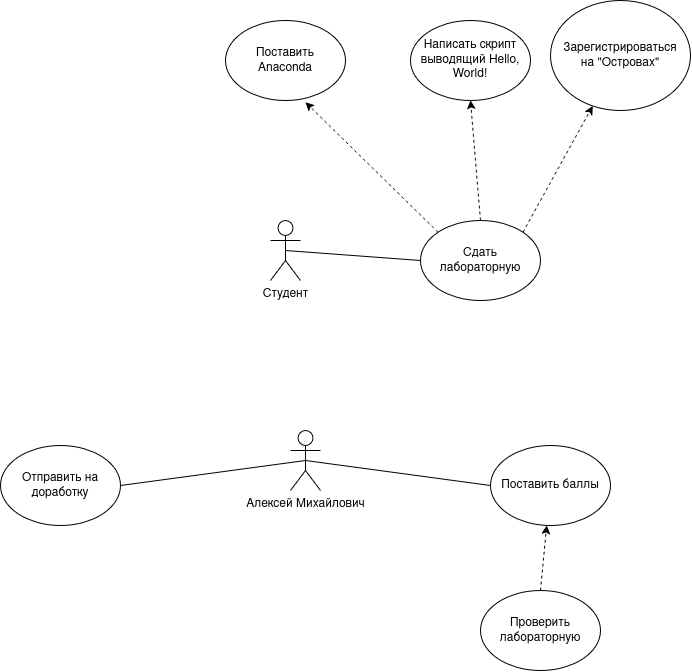 Поставить
Anaconda
Написать скрипт
выводящий Hello,
World!
Зарегистрироваться
на "Островах"
Сдать
лабораторную
Студент
Отправить на
доработку
Алексей Михайлович
Поставить баллы
Проверить
лабораторную